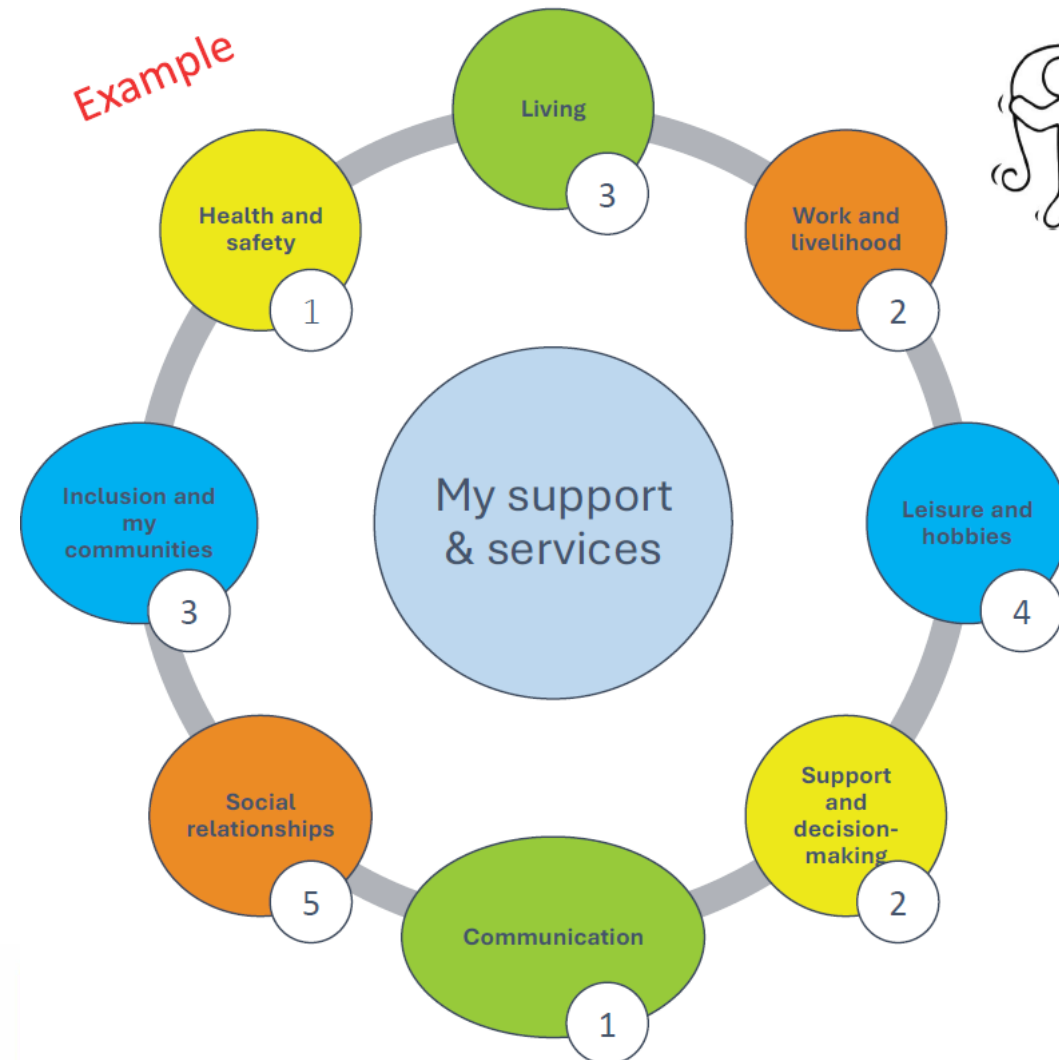 Example
Living
3
Work and
livelihood
2
Leisure and
hobbies
4
Support
and
decision-
making
2
Communication
1
Social
relationships
5
Inclusion and
my
communities
3
Health and
safety
1
My support
& services